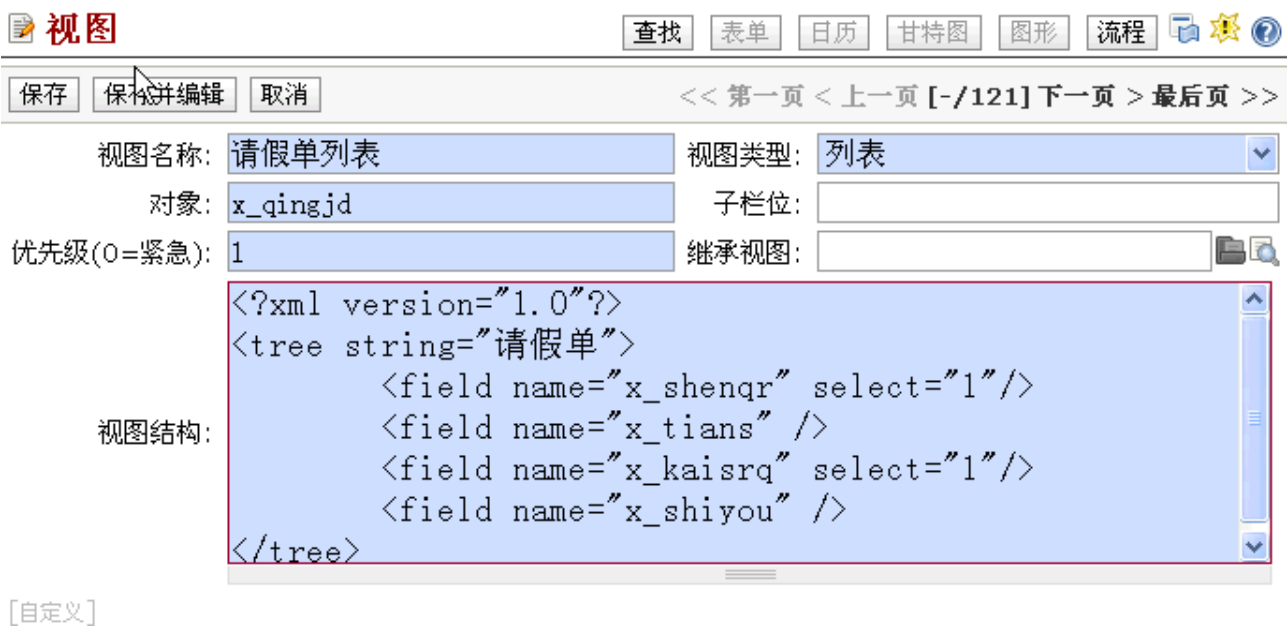 视图
查找 表单 日历 甘特图 图形 流程
保存 保存并编辑 取消 << 第一页 < 上一页 [-/121] 下一页 > 最后页 >>
视图名称: 请假单列表 视图类型: 列表
对象: x_qingjd 子栏位:
优先级(0=紧急): 1 继承视图:
视图结构:
<?xml version="1.0"?>
<tree string="请假单">
<field name="x_shenqr" select="1"/>
<field name="x_tians" />
<field name="x_kaisrq" select="1"/>
<field name="x_shiyou" />
</tree>
[自定义]